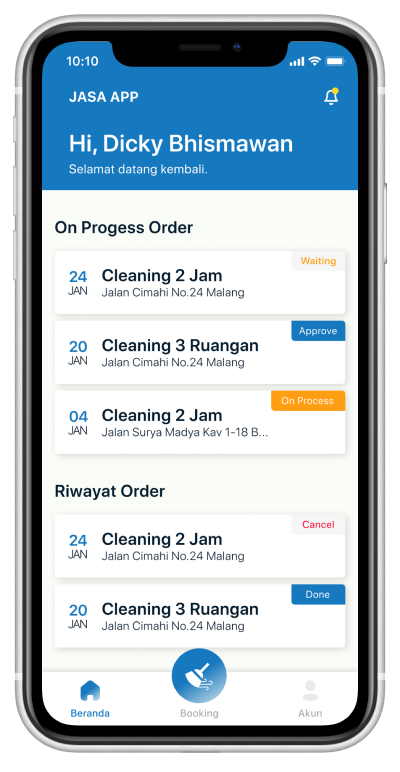 10:10
JASA APP
Hi, Dicky Bhismawan
Selamat datang kembali.
On Progess Order
Waiting
24
JAN
Cleaning 2 Jam
Jalan Cimahi No.24 Malang
Approve
20
JAN
Cleaning 3 Ruangan
Jalan Cimahi No.24 Malang
On Process
04
JAN
Cleaning 2 Jam
Jalan Surya Madya Kav 1-18 B...
Riwayat Order
Cancel
24
JAN
Cleaning 2 Jam
Jalan Cimahi No.24 Malang
Done
20
JAN
Cleaning 3 Ruangan
Jalan Cimahi No.24 Malang
Beranda
Booking
Akun